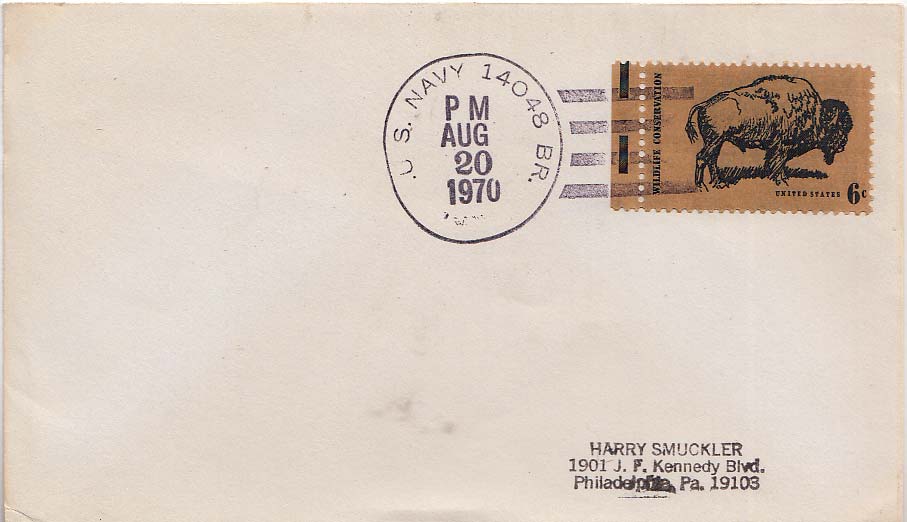 U. S. NAVY 14048 BR.
PM
AUG
20
1970
WILDLIFE CONSERVATION
UNITED STATES 6c
HARRY SMUCKLER
1901 J. F. Kennedy Blvd.
Philadelphia, Pa. 19103